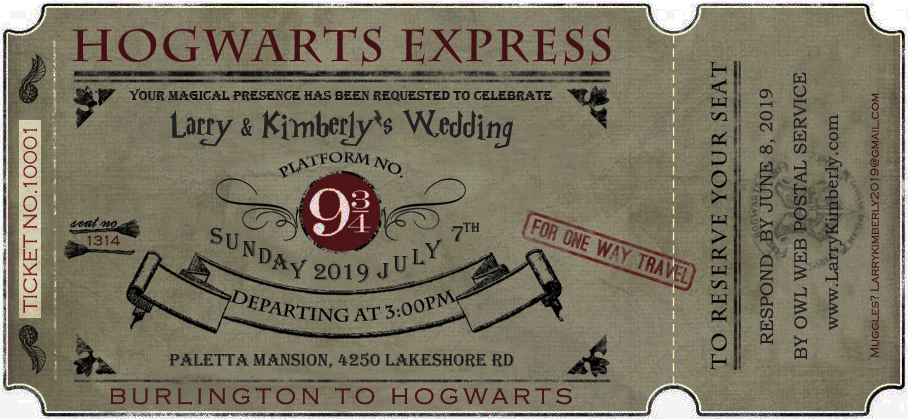 TICKET NO.10001
HOGWARTS EXPRESS
YOUR MAGICAL PRESENCE HAS BEEN REQUESTED TO CELEBRATE
Larry & Kimberly's Wedding
PLATFORM NO.
9 3/4
SUNDAY 2019 JULY 7TH
seat no
1314
FOR ONE WAY TRAVEL
DEPARTING AT 3:00PM
PALETTA MANSION, 4250 LAKESHORE RD
BURLINGTON TO HOGWARTS
TO RESERVE YOUR SEAT
RESPOND BY JUNE 8, 2019
BY OWL WEB POSTAL SERVICE
www.LarryKimberly.com
MUGGLES? LARRYKIMBERLY2019@GMAIL.COM